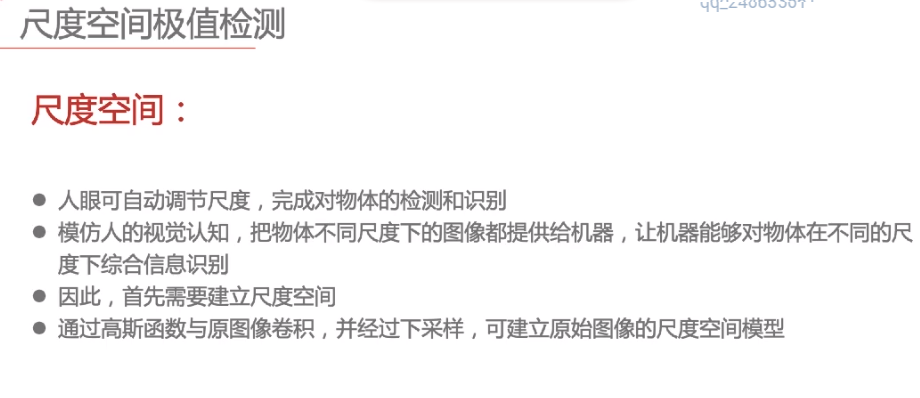 尺度空间极值检测
尺度空间：
人眼可自动调节尺度，完成对物体的检测和识别
模仿人的视觉认知，把物体不同尺度下的图像都提供给机器，让机器能够对物体在不同的尺
度下综合信息识别
因此，首先需要建立尺度空间
通过高斯函数与原图像卷积，并经过下采样，可建立原始图像的尺度空间模型